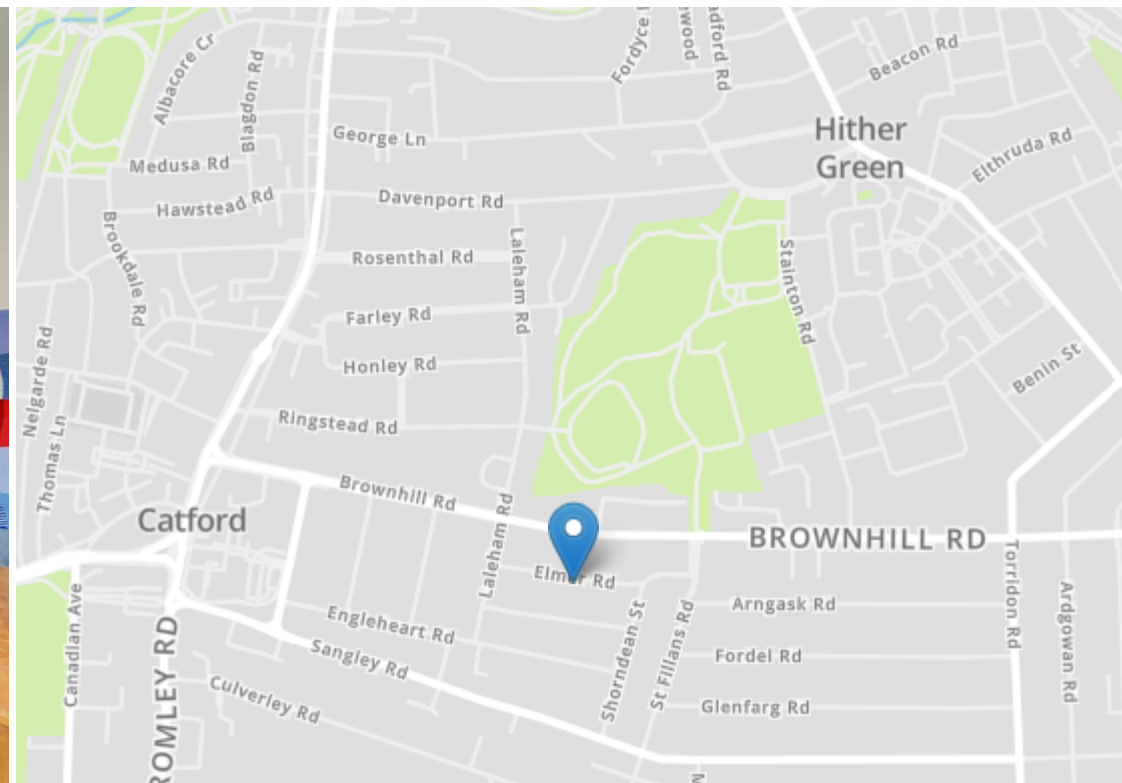 Fordyce
ewood
adford Rd
Beacon Rd
Albacore Cr
Blagdon Rd
George Ln
Hither
Green
Elthruda Rd
Medusa Rd
Hawstead Rd
Davenport Rd
Brookdale Rd
Laleham Rd
Rosenthal Rd
Stainton Rd
Farley Rd
Honley Rd
Benin St
Nelgarde Rd
Thomas Ln
Ringstead Rd
Brownhill Rd
Catford
Laleham Rd
BROWNHILL RD
Elmer Rd
Torridon Rd
Canadian Ave
Engleheart Rd
Sangley Rd
Shorndean St
St Fillans Rd
Arngask Rd
Ardgowan Rd
Fordel Rd
Culverley Rd
Glenfarg Rd
ROMLEY RD